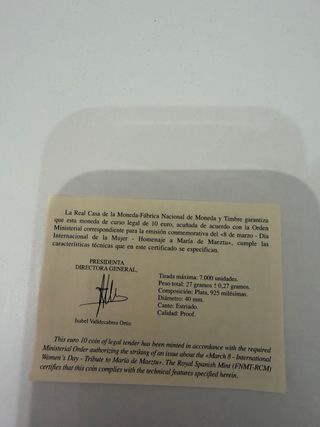 La Real Casa de la Moneda-Fábrica Nacional de Moneda y Timbre garantiza
que esta moneda de curso legal de 10 euro, acuñada de acuerdo con la Orden
Ministerial correspondiente para la emisión conmemorativa del «8 de marzo - Día
Internacional de la Mujer - Homenaje a María de Maeztu», cumple las
características técnicas que en este certificado se especifican.
PRESIDENTA
DIRECTORA GENERAL,
Isabel Valldecabres Ortiz
Tirada máxima: 7.000 unidades.
Peso total: 27 gramos ± 0,27 gramos.
Composición: Plata, 925 milésimas.
Diámetro: 40 mm.
Canto: Estriado.
Calidad: Proof.
This euro 10 coin of legal tender has been minted in accordance with the required
Ministerial Order authorizing the striking of an issue about the «March 8 - International
Women's Day - Tribute to María de Maeztu». The Royal Spanish Mint (FNMT-RCM)
certifies that this coin complies with the technical features specified herein.